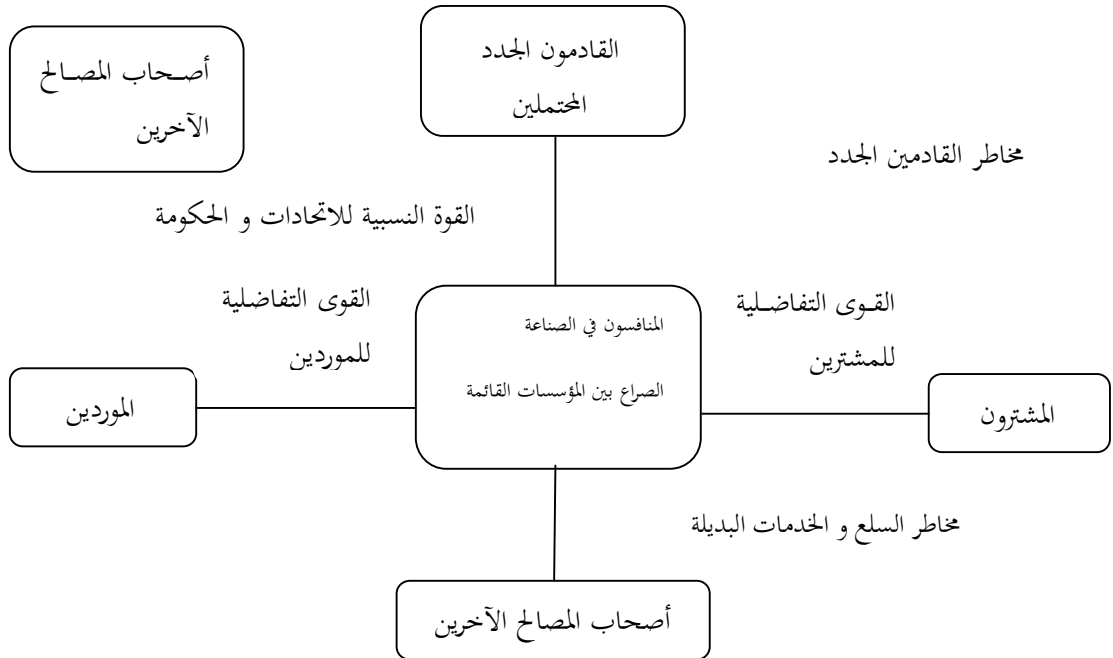 القادمون الجدد
المحتملين
أصحاب المصالح
الآخرين
مخاطر القادمين الجدد
القوة النسبية للاتحادات و الحكومة
القوى التفاضلية
للمشترين
القوى التفاضلية
للموردين
المنافسون في الصناعة
الصراع بين المؤسسات القائمة
المشترون
الموردين
مخاطر السلع و الخدمات البديلة
أصحاب المصالح الآخرين